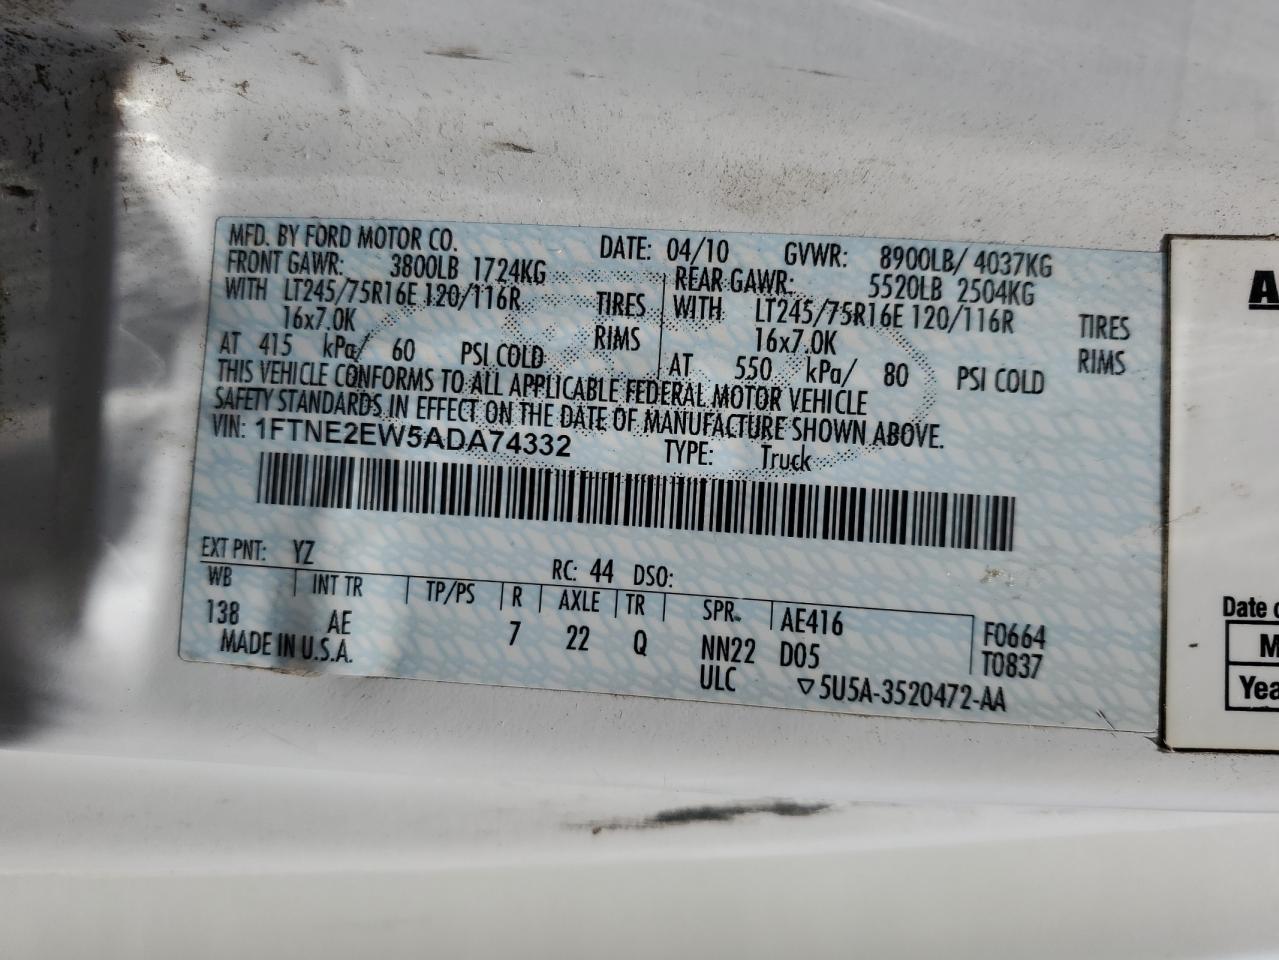 MFD. BY FORD MOTOR CO. DATE: 04/10 GVWR: 8900LB/ 4037KG
FRONT GAWR: 3800LB 1724KG REAR GAWR: 5520LB 2504KG
WITH LT245/75R16E 120/116R TIRES WITH LT245/75R16E 120/116R TIRES
16x7.0K RIMS 16x7.0K RIMS
AT 415 kPa/ 60 PSI COLD AT 550 kPa/ 80 PSI COLD
THIS VEHICLE CONFORMS TO ALL APPLICABLE FEDERAL MOTOR VEHICLE
SAFETY STANDARDS IN EFFECT ON THE DATE OF MANUFACTURE SHOWN ABOVE.
VIN: 1FTNE2EW5ADA74332 TYPE: Truck
EXT PNT: YZ RC: 44 DSO:
WB INT TR TP/PS R AXLE TR SPR AE416 F0664
138 AE 7 22 Q NN22 D05 T0837
MADE IN U.S.A. ULC ▽5U5A-3520472-AA
A
Date o
M
Yea